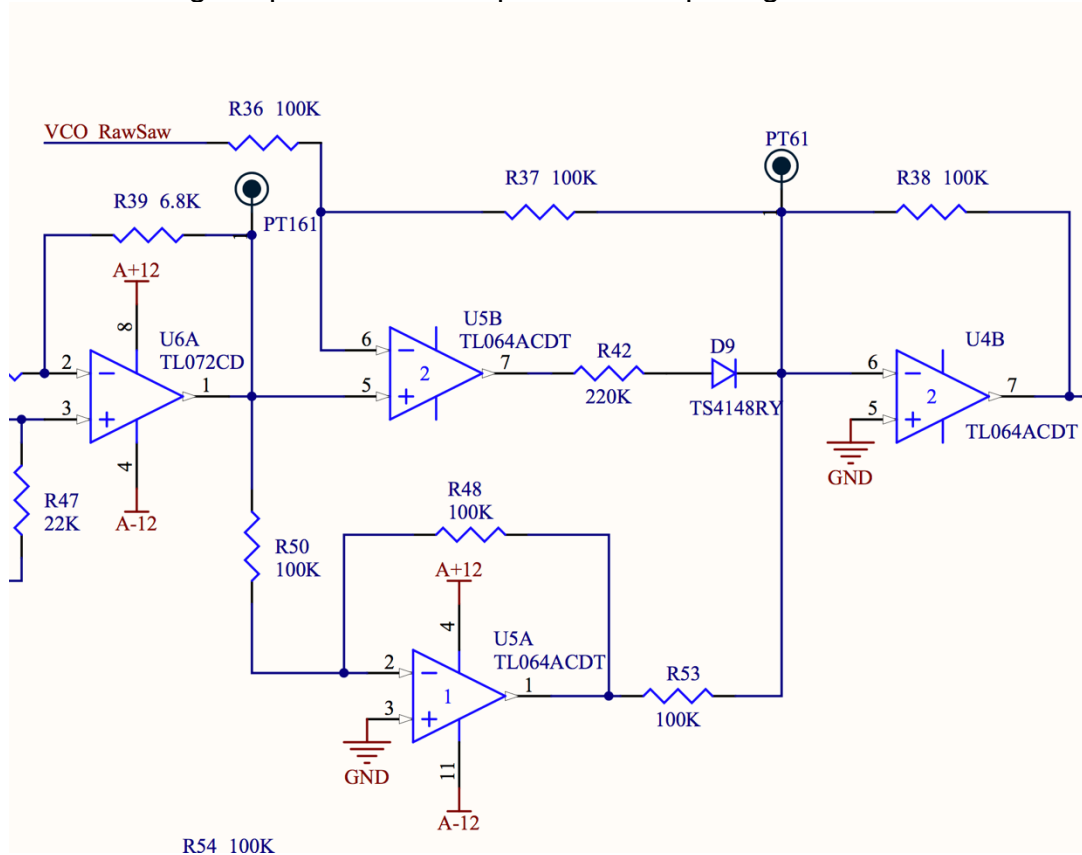 R36 100K
VCO_RawSaw
PT61
R37 100K
R38 100K
R39 6.8K
PT161
1
A+12
8
U6A
TL072CD
2
3
1
4
A-12
R47
22K
U5B
TL064ACDT
6
5
2
7
R42
220K
D9
TS4148RY
U4B
6
5
2
7
TL064ACDT
GND
R48
100K
R50
100K
A+12
4
U5A
TL064ACDT
2
3
1
1
R53
100K
GND
11
A-12
R54 100K